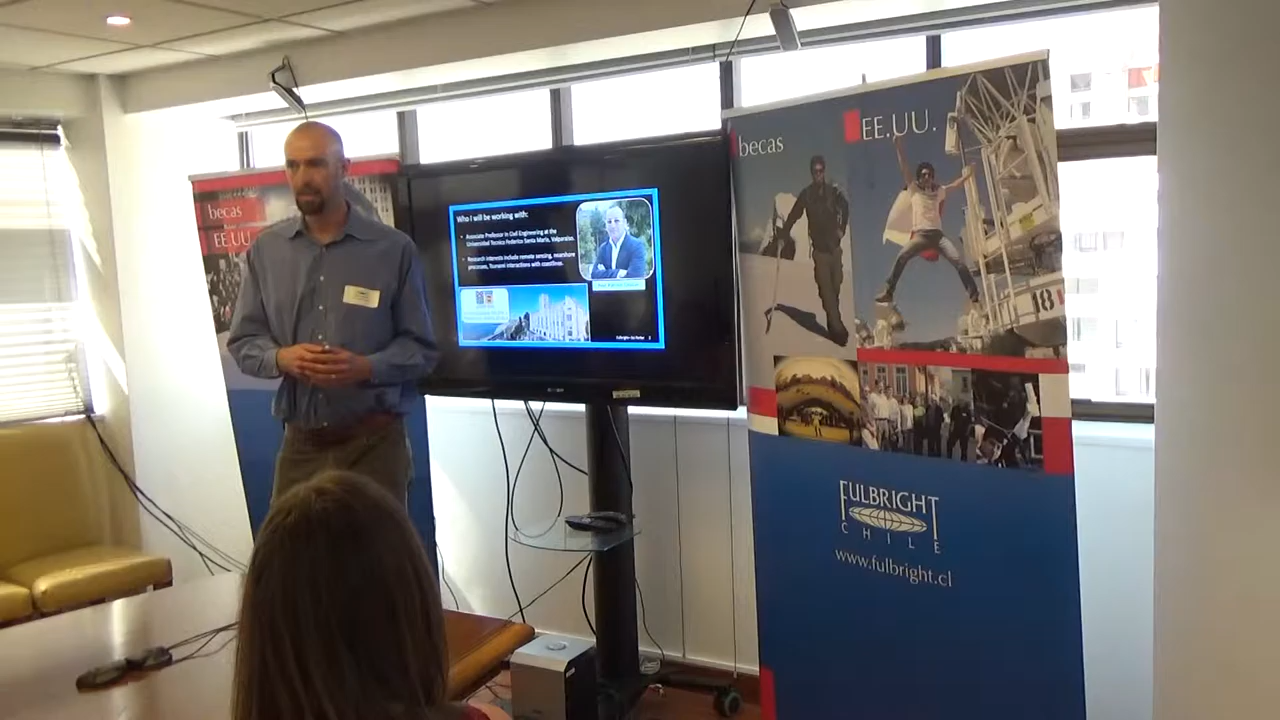 becas
EE.UU
Who I will be working with:
Associate Professor in Civil Engineering at the
Universidad Tecnico Federico Santa Maria, Valparaiso.
Research interests include remote sensing, nearshore
processes, Tsunami interactions with coastlines.
becas
EE.UU.
18
FULBRIGHT
CHILE
www.fulbright.cl